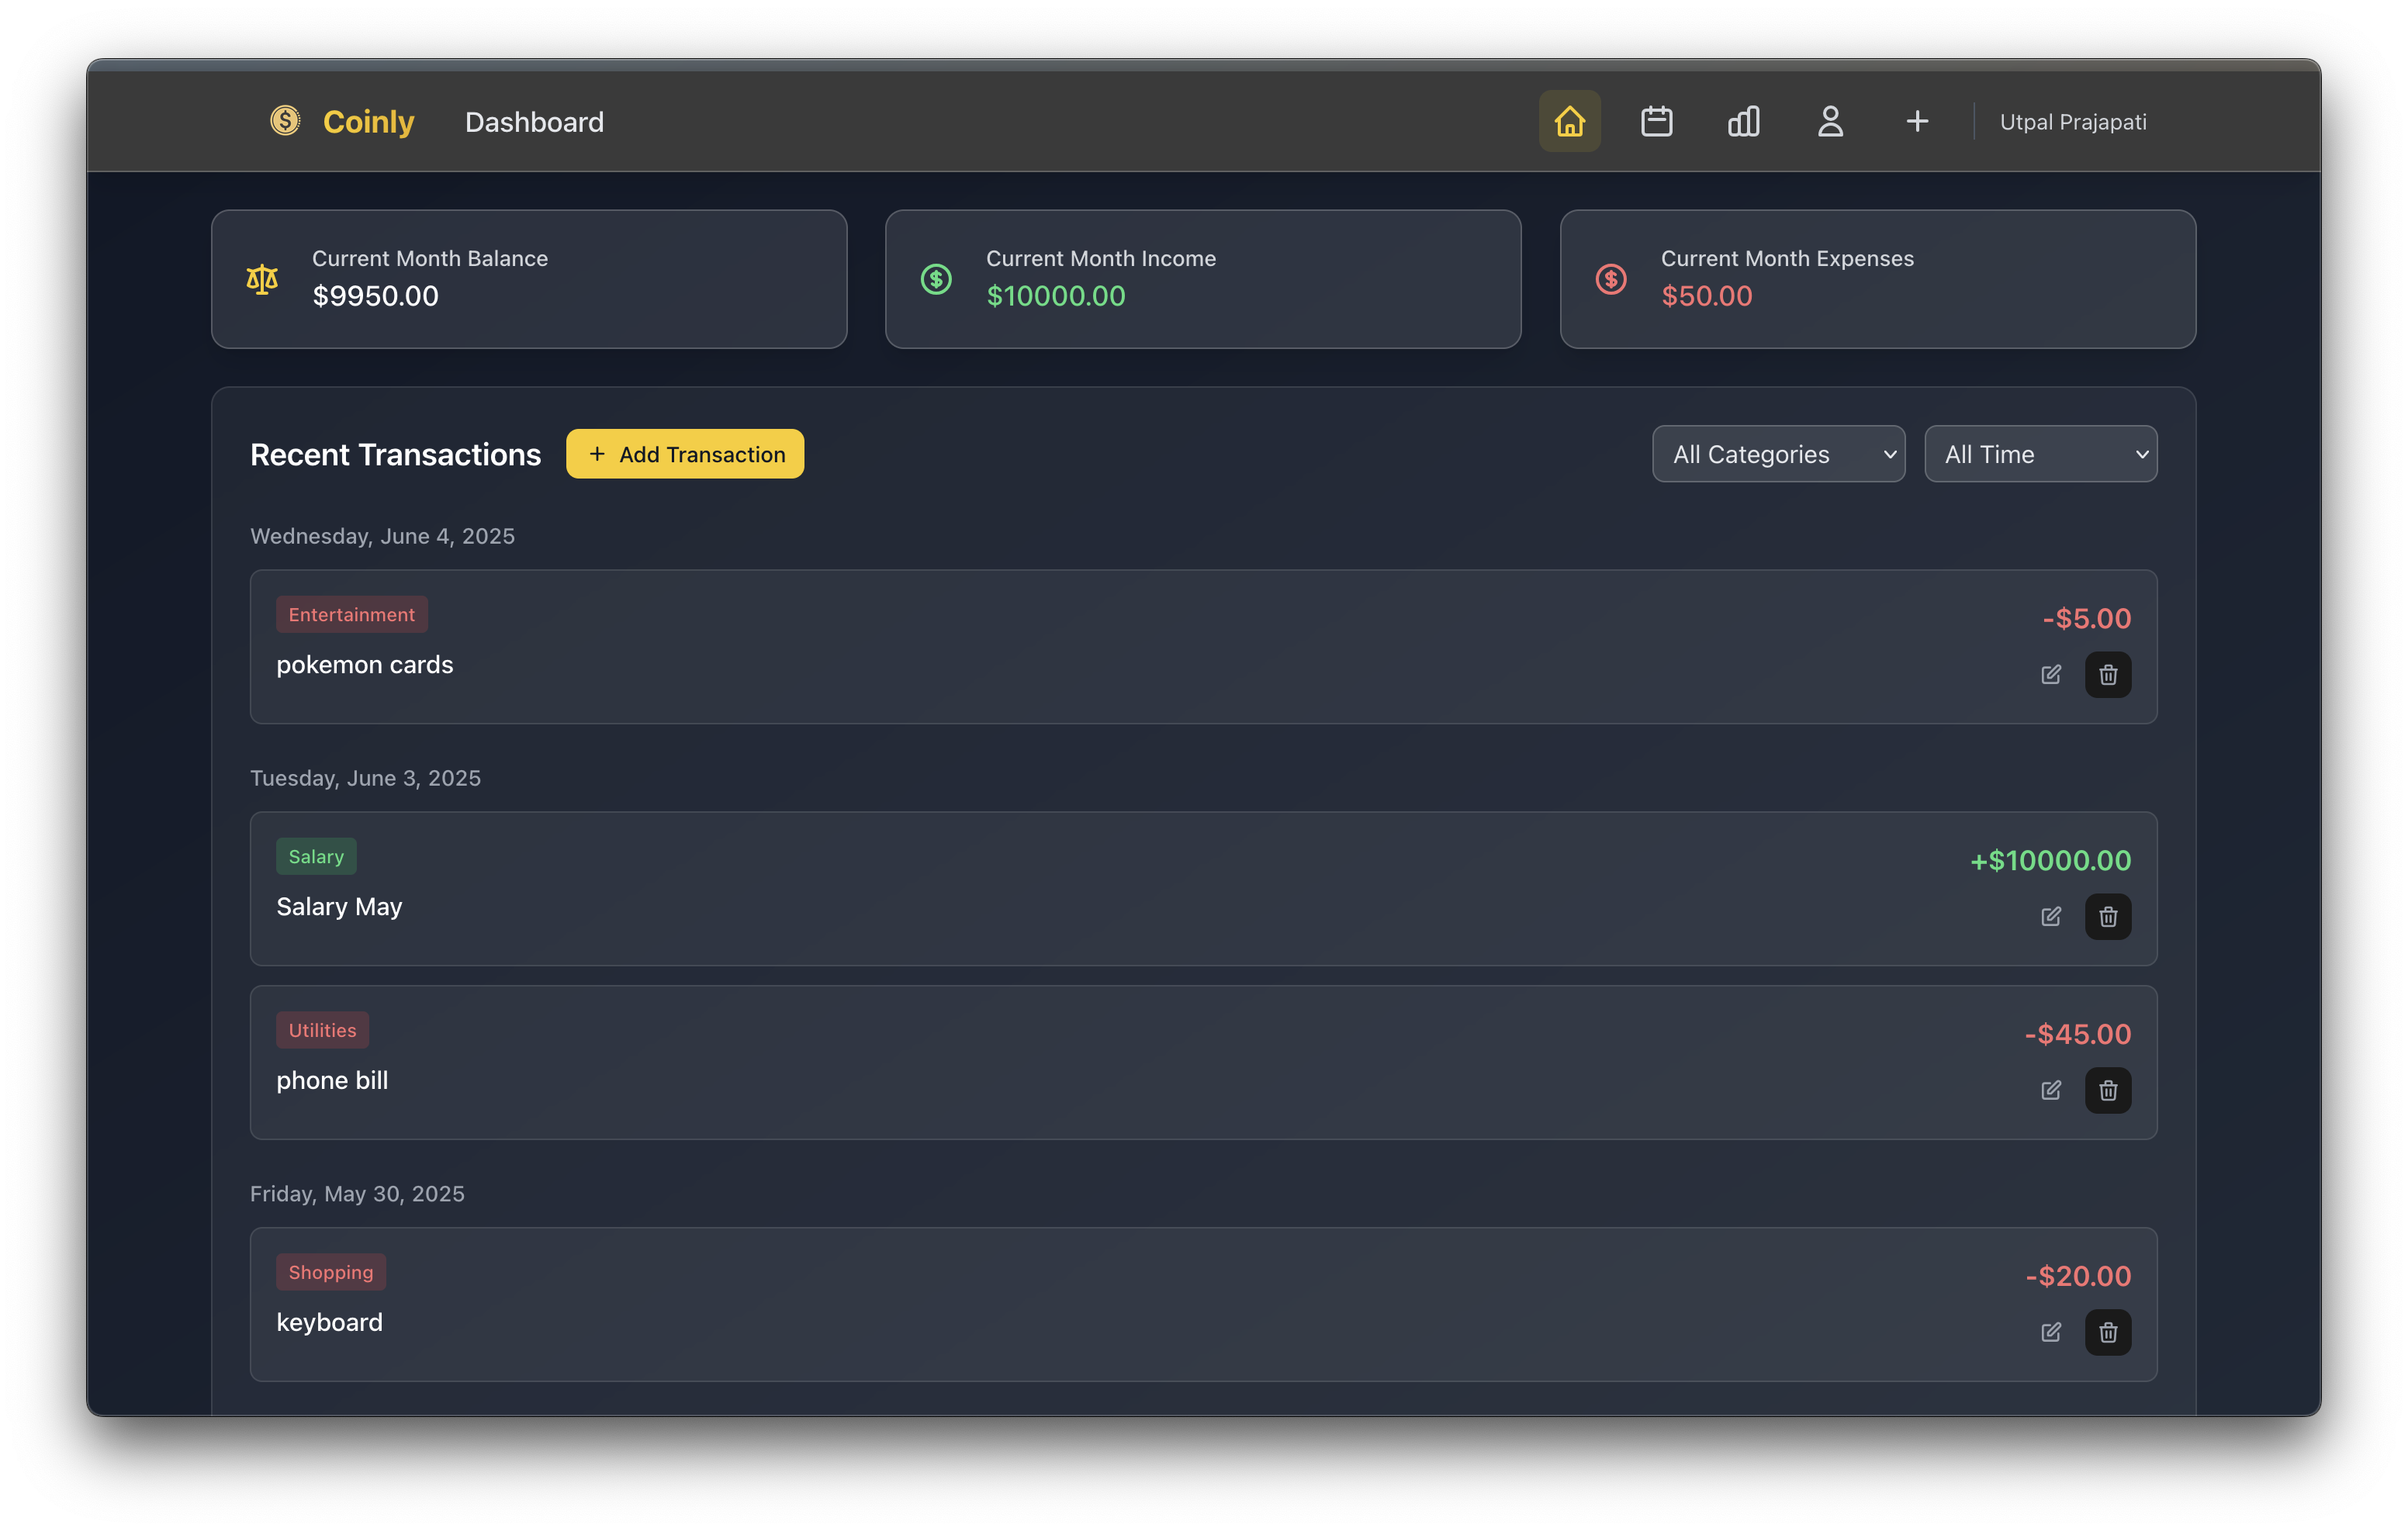 Coinly Dashboard Utpal Prajapati
Current Month Balance
$9950.00
Current Month Income
$10000.00
Current Month Expenses
$50.00
Recent Transactions + Add Transaction All Categories All Time
Wednesday, June 4, 2025
Entertainment
-$5.00
pokemon cards
Tuesday, June 3, 2025
Salary
+$10000.00
Salary May
Utilities
-$45.00
phone bill
Friday, May 30, 2025
Shopping
-$20.00
keyboard